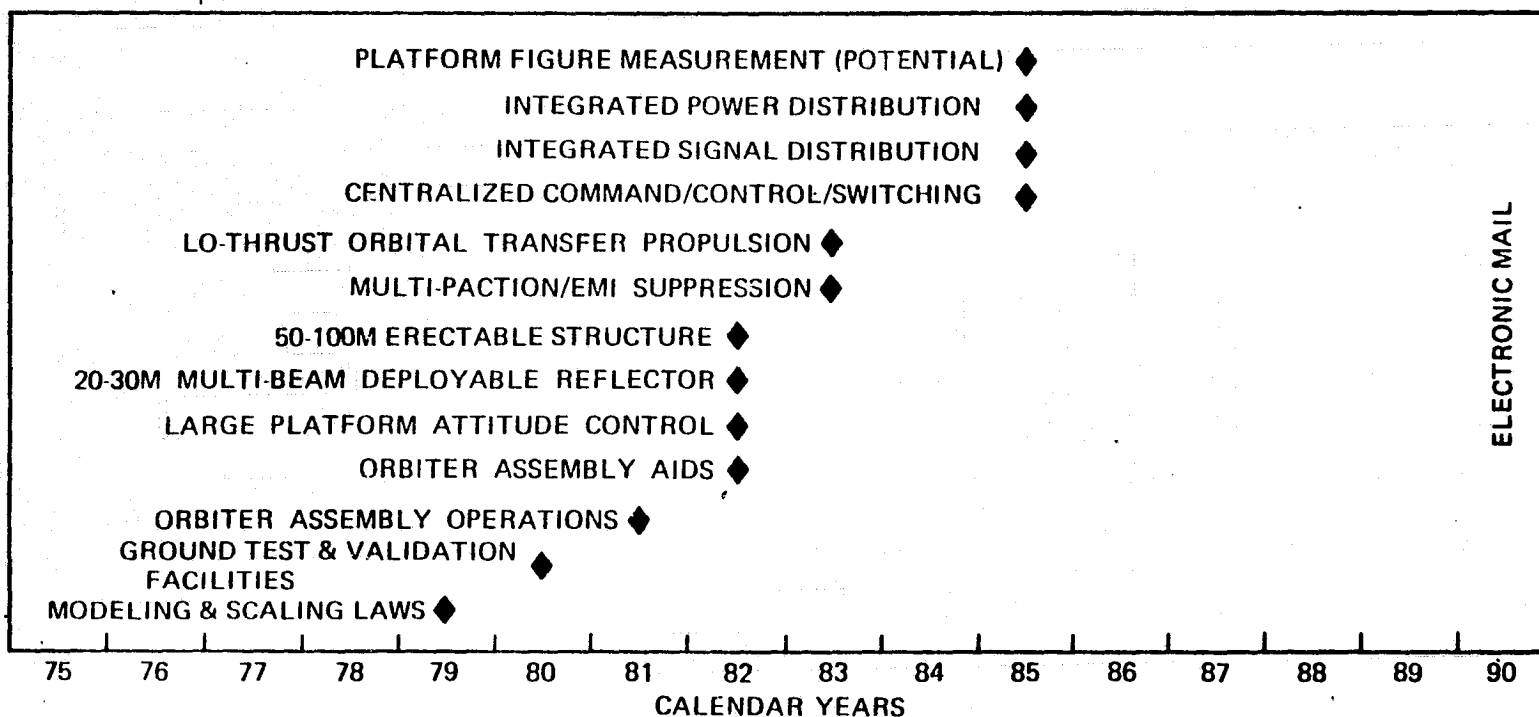 PLATFORM FIGURE MEASUREMENT (POTENTIAL)
INTEGRATED POWER DISTRIBUTION
INTEGRATED SIGNAL DISTRIBUTION
CENTRALIZED COMMAND/CONTROL/SWITCHING
LO-THRUST ORBITAL TRANSFER PROPULSION
MULTI-PACTION/EMI SUPPRESSION
50-100M ERECTABLE STRUCTURE
20-30M MULTI-BEAM DEPLOYABLE REFLECTOR
LARGE PLATFORM ATTITUDE CONTROL
ORBITER ASSEMBLY AIDS
ORBITER ASSEMBLY OPERATIONS
GROUND TEST & VALIDATION
FACILITIES
MODELING & SCALING LAWS
ELECTRONIC MAIL
75 76 77 78 79 80 81 82 83 84 85 86 87 88 89 90
CALENDAR YEARS